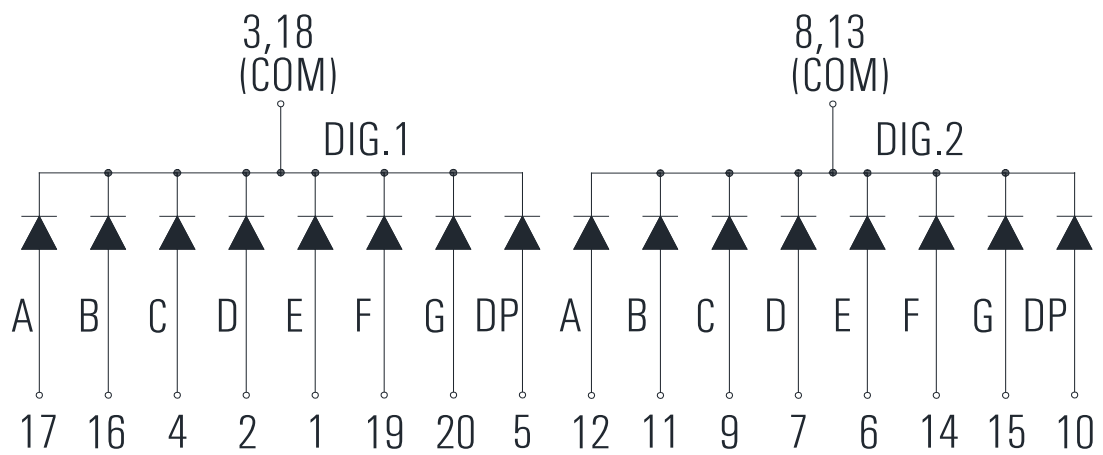 3,18 8,13
(COM) (COM)
DIG.1 DIG.2
A B C D E F G DP A B C D E F G DP
17 16 4 2 1 19 20 5 12 11 9 7 6 14 15 10